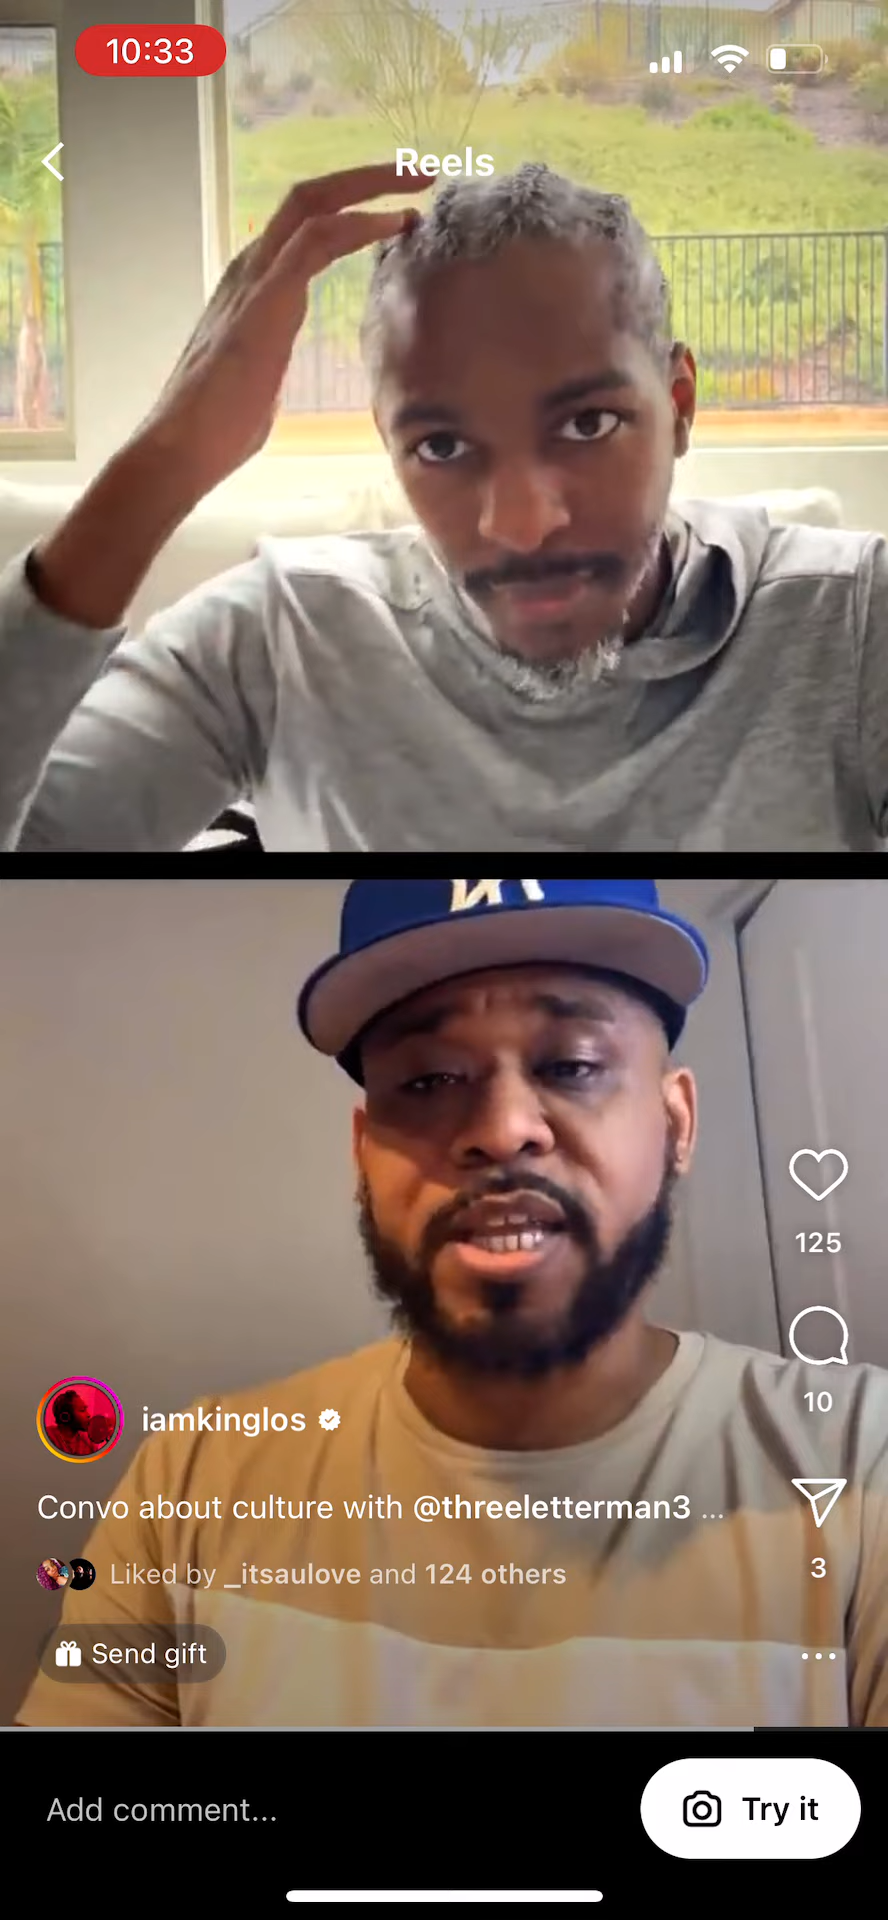 10:33
Reels
125
10
iamkinglos
Convo about culture with @threeletterman3 ...
3
Liked by _itsaulove and 124 others
Send gift
Add comment...
Try it